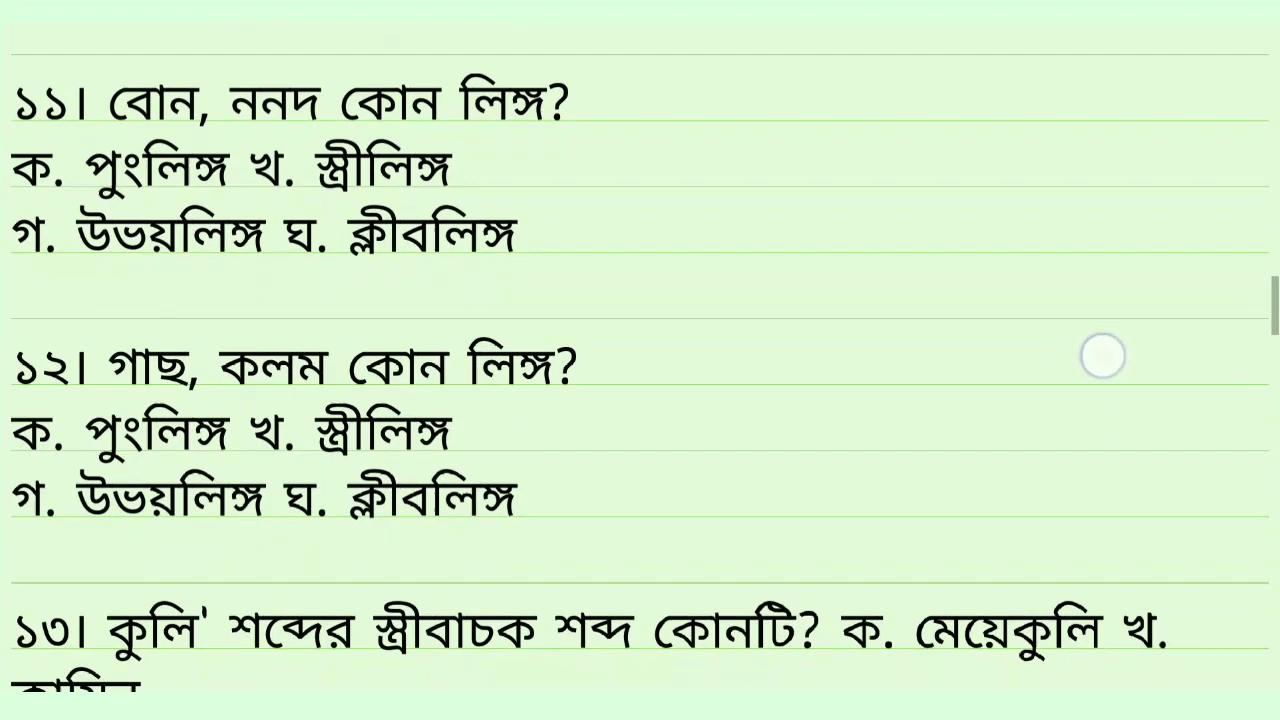 ১১। বোন, ননদ কোন লিঙ্গ?
ক. পুংলিঙ্গ খ. স্ত্রীলিঙ্গ
গ. উভয়লিঙ্গ ঘ. ক্লীবলিঙ্গ
১২। গাছ, কলম কোন লিঙ্গ?
ক. পুংলিঙ্গ খ. স্ত্রীলিঙ্গ
গ. উভয়লিঙ্গ ঘ. ক্লীবলিঙ্গ
১৩। কুলি' শব্দের স্ত্রীবাচক শব্দ কোনটি? ক. মেয়েকুলি খ.